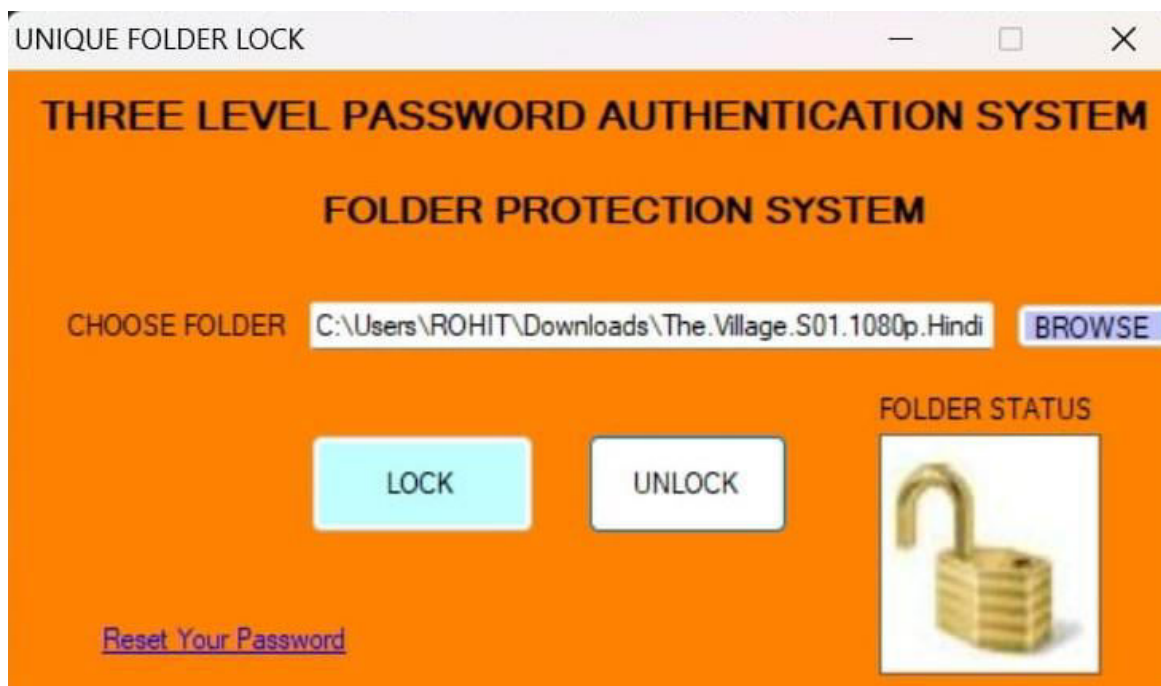 UNIQUE FOLDER LOCK
THREE LEVEL PASSWORD AUTHENTICATION SYSTEM
FOLDER PROTECTION SYSTEM
CHOOSE FOLDER C:\Users\ROHIT\Downloads\The.Village.S01.1080p.Hindi BROWSE
FOLDER STATUS
LOCK UNLOCK
Reset Your Password